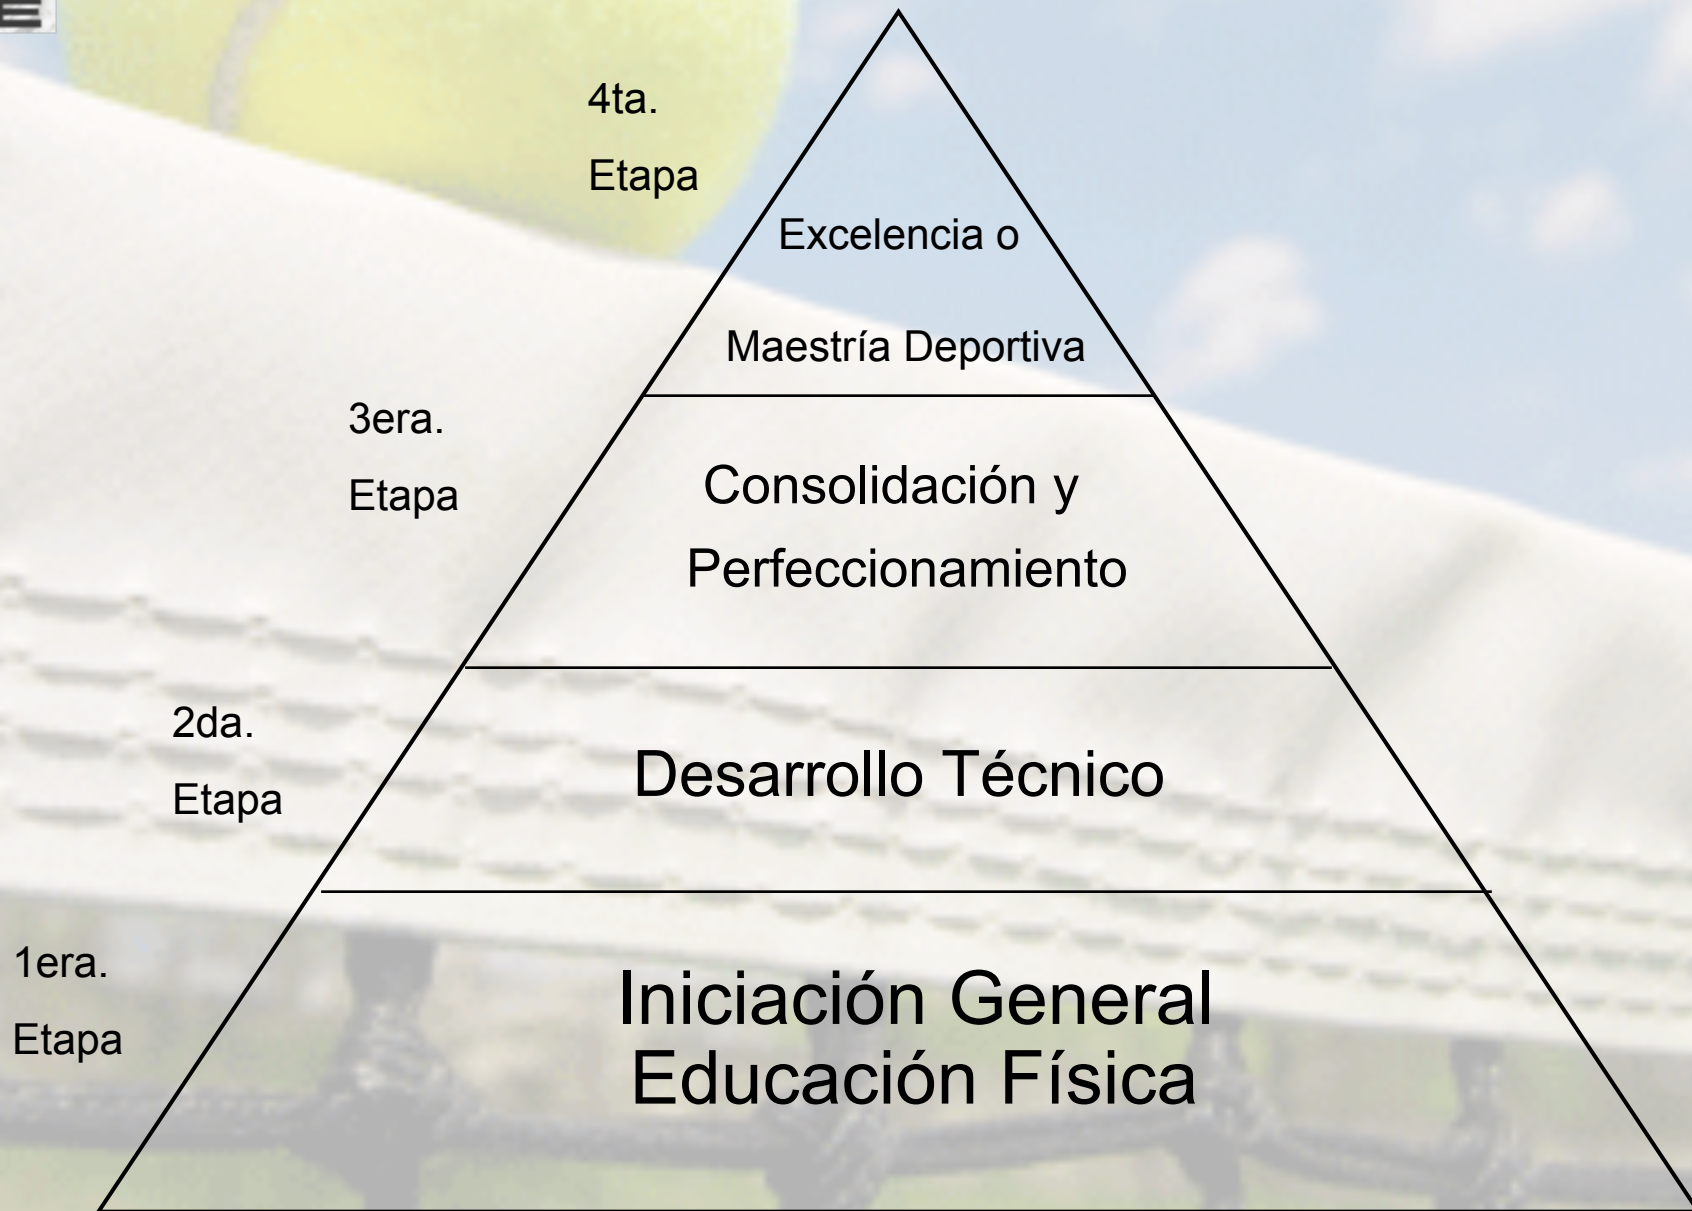 4ta.
Etapa
Excelencia o
Maestría Deportiva
3era.
Etapa
Consolidación y
Perfeccionamiento
2da.
Etapa
Desarrollo Técnico
1era.
Etapa
Iniciación General
Educación Física